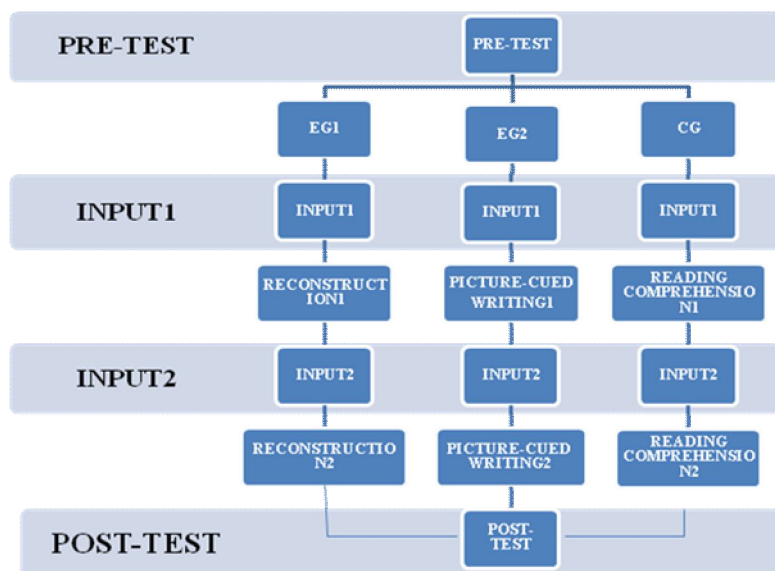 PRE-TEST
PRE-TEST
EG1
EG2
CG
INPUT1
INPUT1
INPUT1
INPUT1
RECONSTRUCT
ION1
PICTURE-CUED
WRITING1
READING
COMPREHENSIO
N1
INPUT2
INPUT2
INPUT2
INPUT2
RECONSTRUCTIO
N2
PICTURE-CUED
WRITING2
READING
COMPREHENSIO
N2
POST-TEST
POST-
TEST